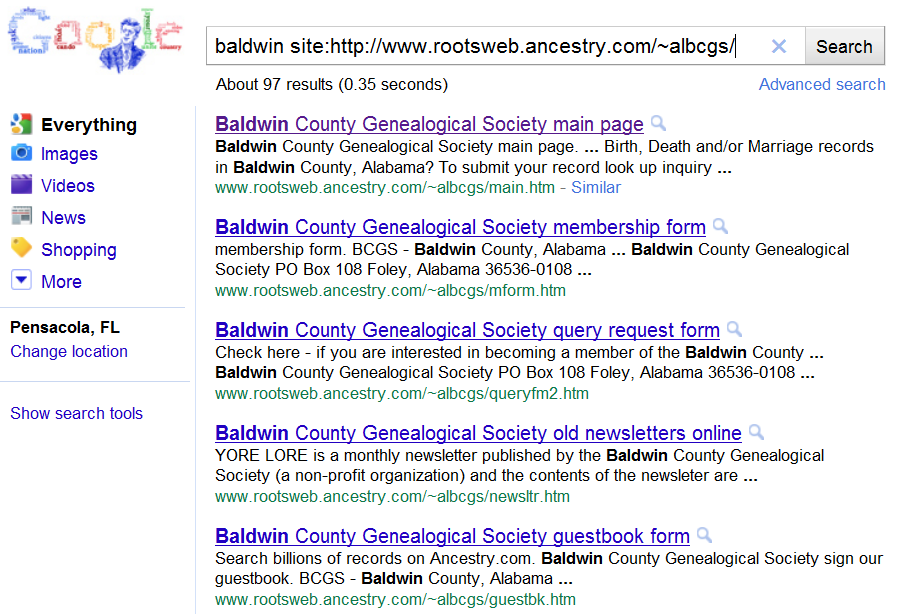 Google
baldwin site:http://www.rootsweb.ancestry.com/~albcgs/
Search
About 97 results (0.35 seconds)
Advanced search
Everything
Images
Videos
News
Shopping
More
Pensacola, FL
Change location
Show search tools
Baldwin County Genealogical Society main page
Baldwin County Genealogical Society main page. ... Birth, Death and/or Marriage records
in Baldwin County, Alabama? To submit your record look up inquiry ...
www.rootsweb.ancestry.com/~albcgs/main.htm - Similar
Baldwin County Genealogical Society membership form
membership form. BCGS - Baldwin County, Alabama ... Baldwin County Genealogical
Society PO Box 108 Foley, Alabama 36536-0108 ...
www.rootsweb.ancestry.com/~albcgs/mform.htm
Baldwin County Genealogical Society query request form
Check here - if you are interested in becoming a member of the Baldwin County ...
Baldwin County Genealogical Society PO Box 108 Foley, Alabama 36536-0108 ...
www.rootsweb.ancestry.com/~albcgs/queryfm2.htm
Baldwin County Genealogical Society old newsletters online
YORE LORE is a monthly newsletter published by the Baldwin County Genealogical
Society (a non-profit organization) and the contents of the newsleter are ...
www.rootsweb.ancestry.com/~albcgs/newsltr.htm
Baldwin County Genealogical Society guestbook form
Search billions of records on Ancestry.com. Baldwin County Genealogical Society sign our
guestbook. BCGS - Baldwin County, Alabama ...
www.rootsweb.ancestry.com/~albcgs/guestbk.htm